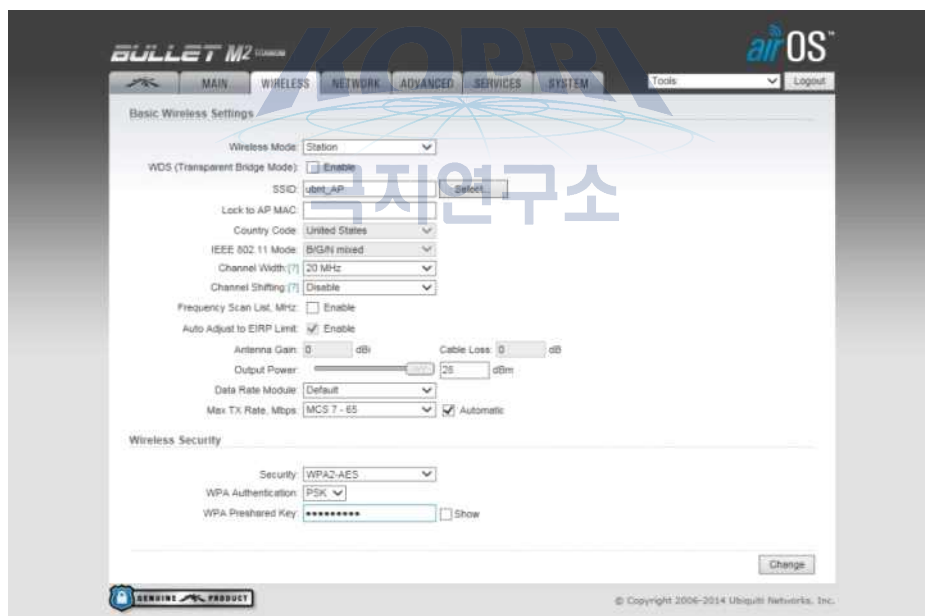 BULLET M2 TITANIUM
airOS™
MAIN WIRELESS NETWORK ADVANCED SERVICES SYSTEM Tools Logout
KOPRI
Basic Wireless Settings
Wireless Mode: Station
WDS (Transparent Bridge Mode): Enable
극지연구소
SSID: ubnt_AP Select...
Lock to AP MAC:
Country Code: United States
IEEE 802.11 Mode: B/G/N mixed
Channel Width:[?] 20 MHz
Channel Shifting:[?] Disable
Frequency Scan List, MHz: Enable
Auto Adjust to EIRP Limit: Enable
Antenna Gain: 0 dBi Cable Loss: 0 dB
Output Power: 28 dBm
Data Rate Module: Default
Max TX Rate, Mbps: MCS 7 - 65 Automatic
Wireless Security
Security: WPA2-AES
WPA Authentication: PSK
WPA Preshared Key: ••••••••• Show
Change
GENUINE PRODUCT
© Copyright 2006-2014 Ubiquiti Networks, Inc.